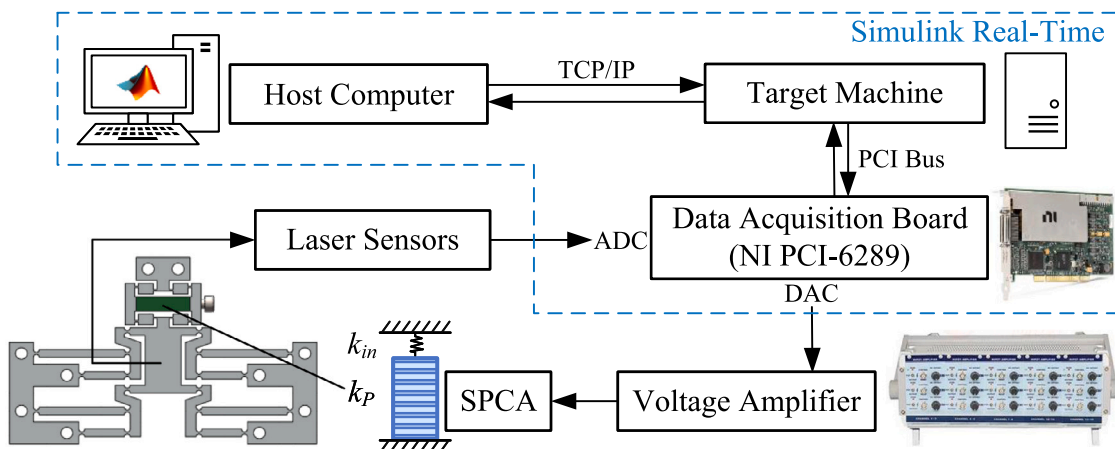 Simulink Real-Time
TCP/IP
Host Computer
Target Machine
PCI Bus
Laser Sensors
ADC
Data Acquisition Board
(NI PCI-6289)
DAC
k_in
k_P
SPCA
Voltage Amplifier